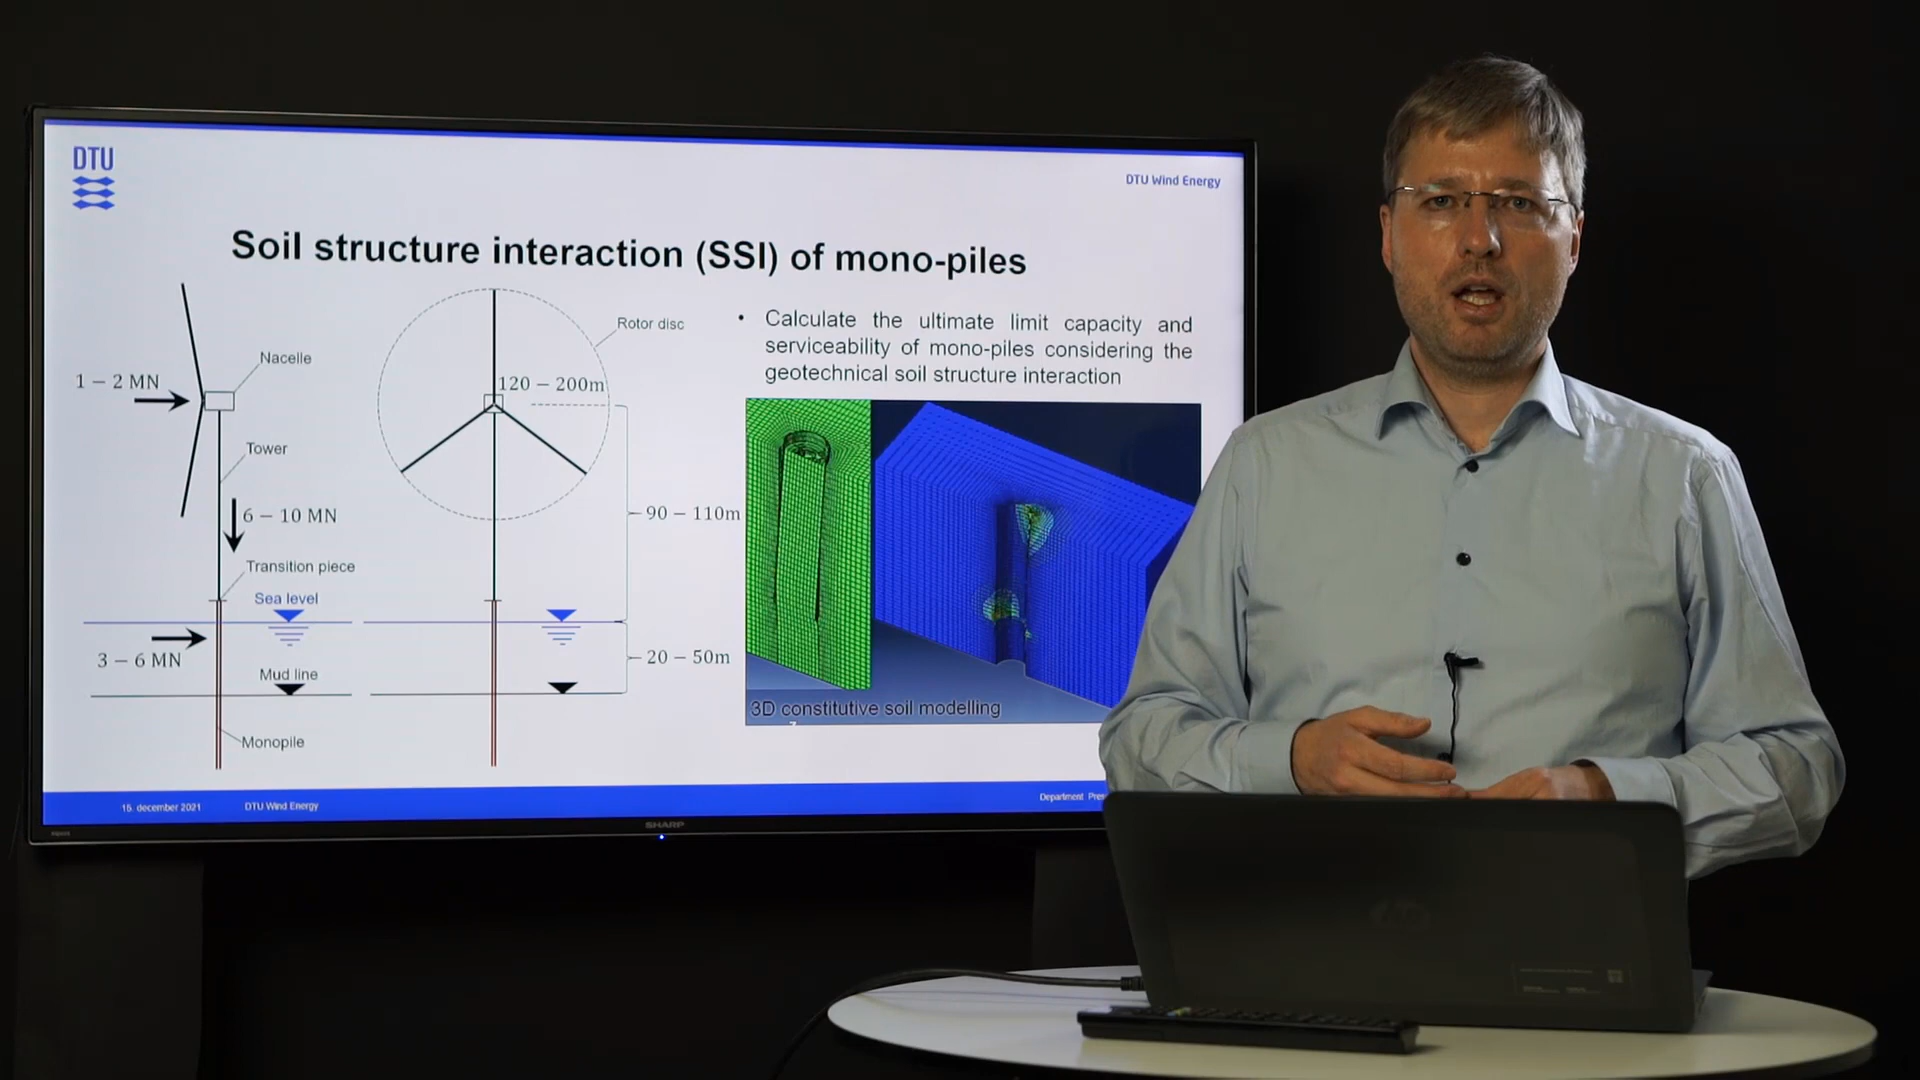 DTU
DTU Wind Energy
Soil structure interaction (SSI) of mono-piles
Rotor disc
Nacelle
1 – 2 MN
120 – 200m
Tower
6 – 10 MN
90 – 110m
Transition piece
Sea level
3 – 6 MN
20 – 50m
Mud line
Monopile
• Calculate the ultimate limit capacity and
serviceability of mono-piles considering the
geotechnical soil structure interaction
3D constitutive soil modelling
15. december 2021
DTU Wind Energy
Department
SHARP
hp